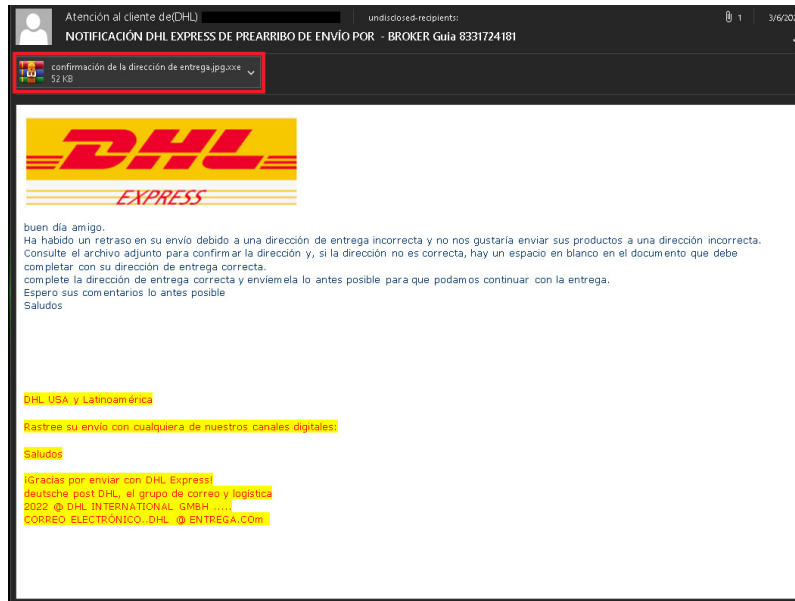 Atención al cliente de(DHL)
undisclosed-recipients:
1
3/6/202
NOTIFICACIÓN DHL EXPRESS DE PREARRIBO DE ENVÍO POR - BROKER Guia 8331724181
confirmación de la dirección de entrega.jpg.xxe
52 KB
DHL
EXPRESS
buen día amigo.
Ha habido un retraso en su envío debido a una dirección de entrega incorrecta y no nos gustaría enviar sus productos a una dirección incorrecta.
Consulte el archivo adjunto para confirmar la dirección y, si la dirección no es correcta, hay un espacio en blanco en el documento que debe
completar con su dirección de entrega correcta.
complete la dirección de entrega correcta y envíemela lo antes posible para que podamos continuar con la entrega.
Espero sus comentarios lo antes posible
Saludos
DHL USA y Latinoamérica
Rastree su envío con cualquiera de nuestros canales digitales:
Saludos
¡Gracias por enviar con DHL Express!
deutsche post DHL, el grupo de correo y logística
2022 @ DHL INTERNATIONAL GMBH .....
CORREO ELECTRÓNICO..DHL @ ENTREGA.COm